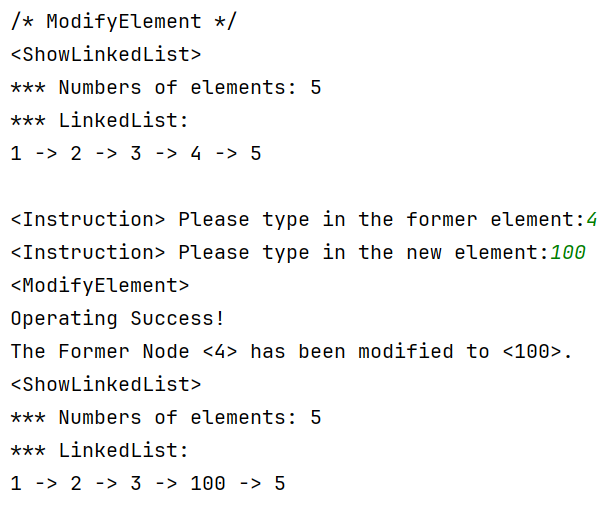 /* ModifyElement */
<ShowLinkedList>
*** Numbers of elements: 5
*** LinkedList:
1 -> 2 -> 3 -> 4 -> 5
<Instruction> Please type in the former element:4
<Instruction> Please type in the new element:100
<ModifyElement>
Operating Success!
The Former Node <4> has been modified to <100>.
<ShowLinkedList>
*** Numbers of elements: 5
*** LinkedList:
1 -> 2 -> 3 -> 100 -> 5